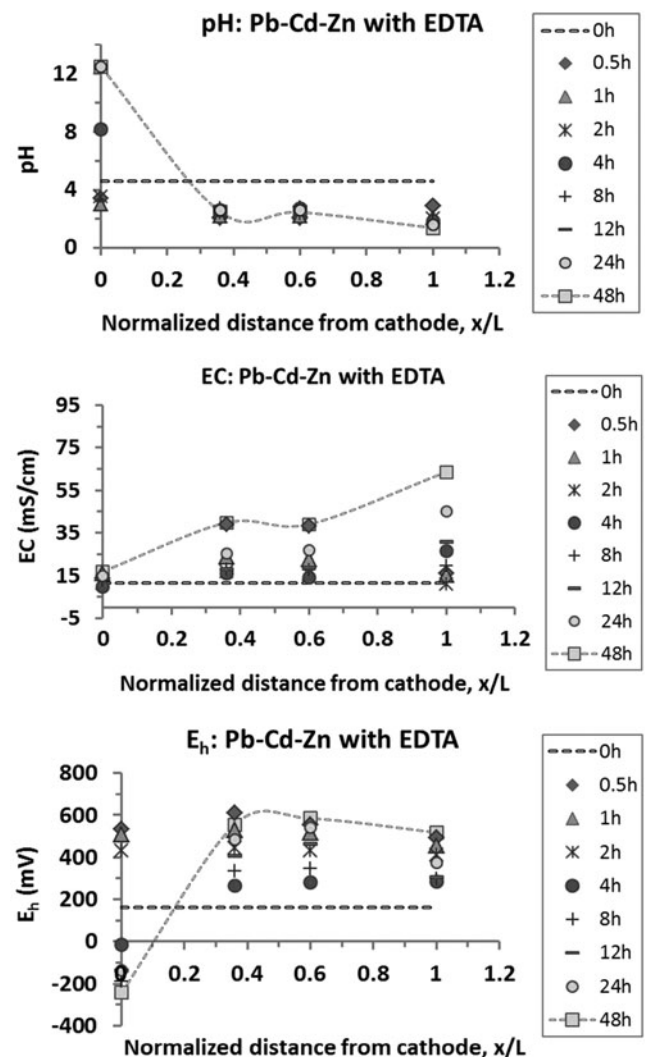 pH: Pb-Cd-Zn with EDTA
12
8
4
0
pH
0 0.2 0.4 0.6 0.8 1 1.2
Normalized distance from cathode, x/L
0h
0.5h
1h
2h
4h
8h
12h
24h
48h
EC: Pb-Cd-Zn with EDTA
95
75
55
35
15
-5
EC (mS/cm)
0 0.2 0.4 0.6 0.8 1 1.2
Normalized distance from cathode, x/L
0h
0.5h
1h
2h
4h
8h
12h
24h
48h
Eh: Pb-Cd-Zn with EDTA
800
600
400
200
0
-200
-400
Eh (mV)
0 0.2 0.4 0.6 0.8 1 1.2
Normalized distance from cathode, x/L
0h
0.5h
1h
2h
4h
8h
12h
24h
48h